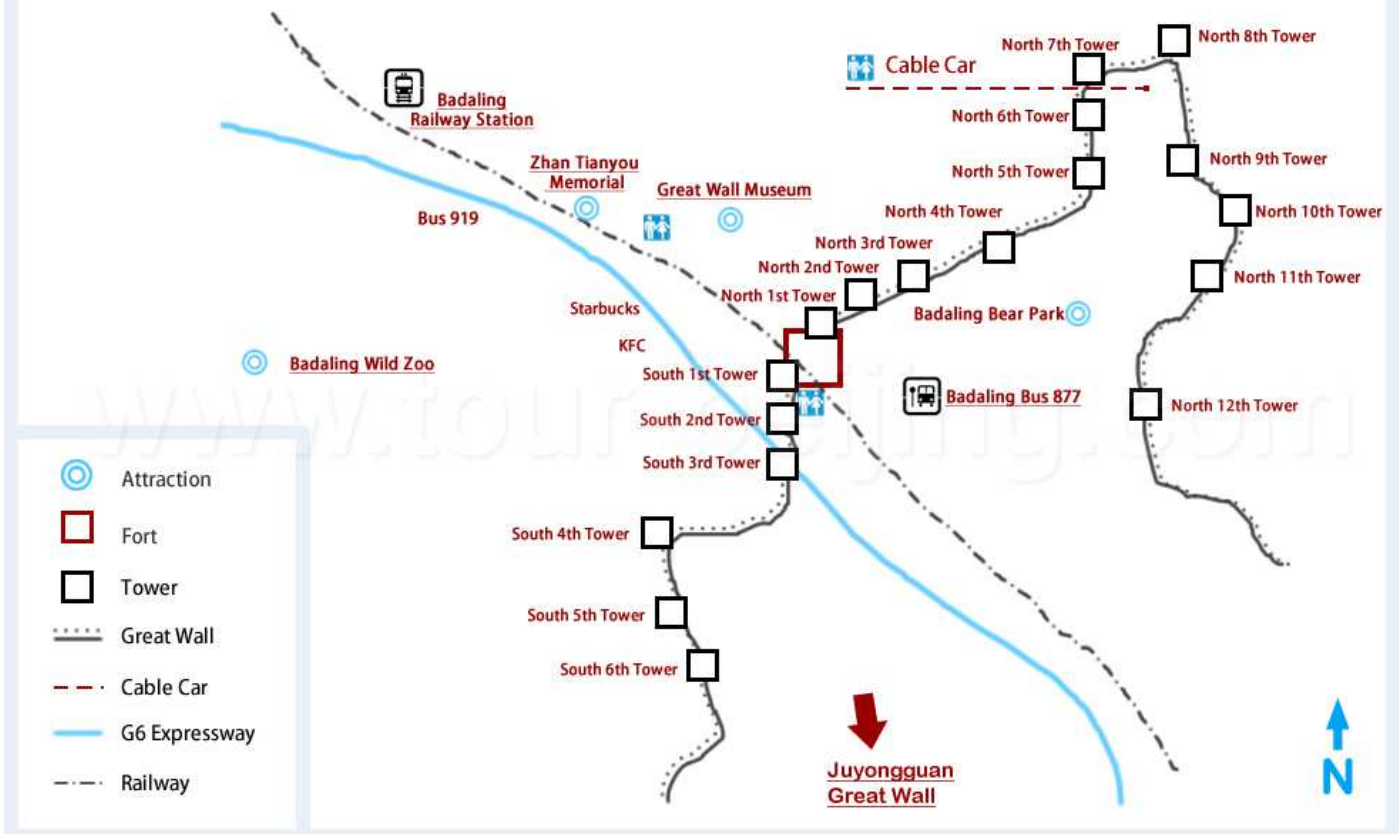 North 7th Tower
North 8th Tower
Cable Car
Badaling
Railway Station
North 6th Tower
Zhan Tianyou
Memorial
Great Wall Museum
North 5th Tower
North 9th Tower
Bus 919
North 4th Tower
North 10th Tower
North 3rd Tower
North 2nd Tower
North 11th Tower
North 1st Tower
Starbucks
Badaling Bear Park
KFC
Badaling Wild Zoo
South 1st Tower
Badaling Bus 877
North 12th Tower
South 2nd Tower
www.tour-beijing.com
South 3rd Tower
South 4th Tower
South 5th Tower
South 6th Tower
Juyongguan
Great Wall
N
Attraction
Fort
Tower
Great Wall
Cable Car
G6 Expressway
Railway